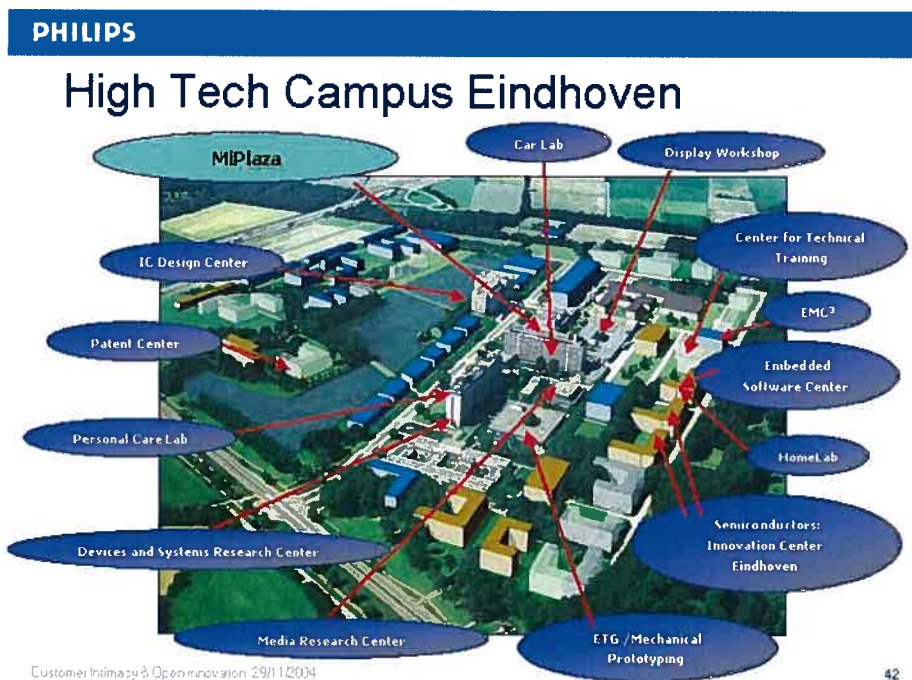 PHILIPS
High Tech Campus Eindhoven
MiPlaza
Car Lab
Display Workshop
IC Design Center
Center for Technical
Training
Patent Center
EMC³
Embedded
Software Center
Personal Care Lab
HomeLab
Devices and Systems Research Center
Semiconductors:
Innovation Center
Eindhoven
Media Research Center
ETG /Mechanical
Prototyping
Customer Intimacy & Open innovation 29/11/2004
42